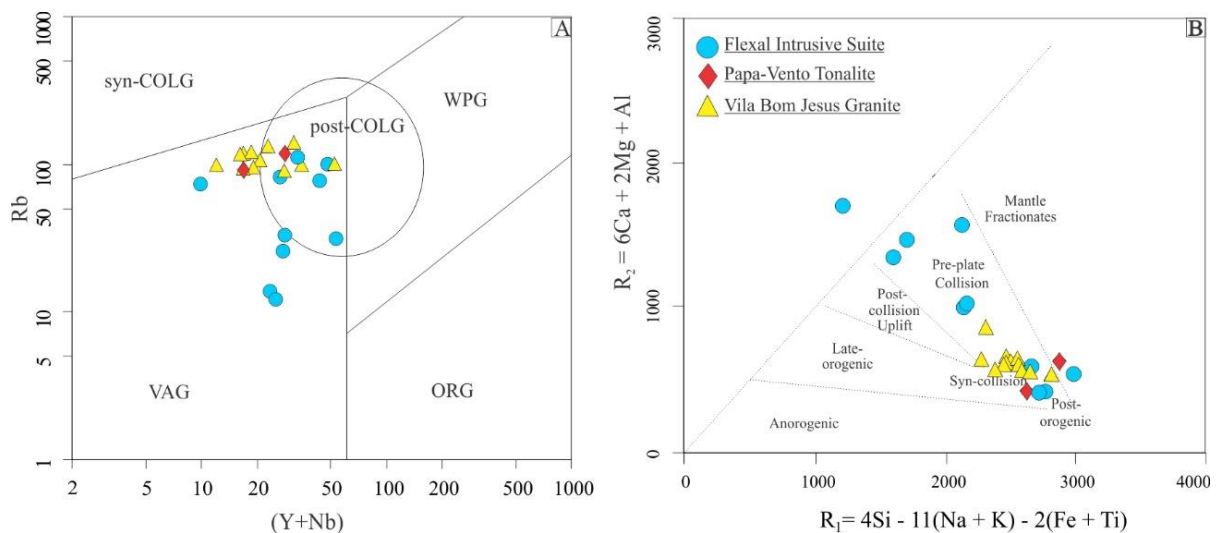 A
1000
500
100
50
10
5
1
Rb
syn-COLG
post-COLG
WPG
VAG
ORG
2
5
10
20
50
100
200
500
1000
(Y+Nb)
B
3000
2000
1000
0
R2 = 6Ca + 2Mg + Al
Flexal Intrusive Suite
Papa-Vento Tonalite
Vila Bom Jesus Granite
Mantle
Fractionates
Pre-plate
Collision
Post-
collision
Uplift
Late-
orogenic
Syn-collision
Anorogenic
Post-
orogenic
0
1000
2000
3000
4000
R1= 4Si - 11(Na + K) - 2(Fe + Ti)